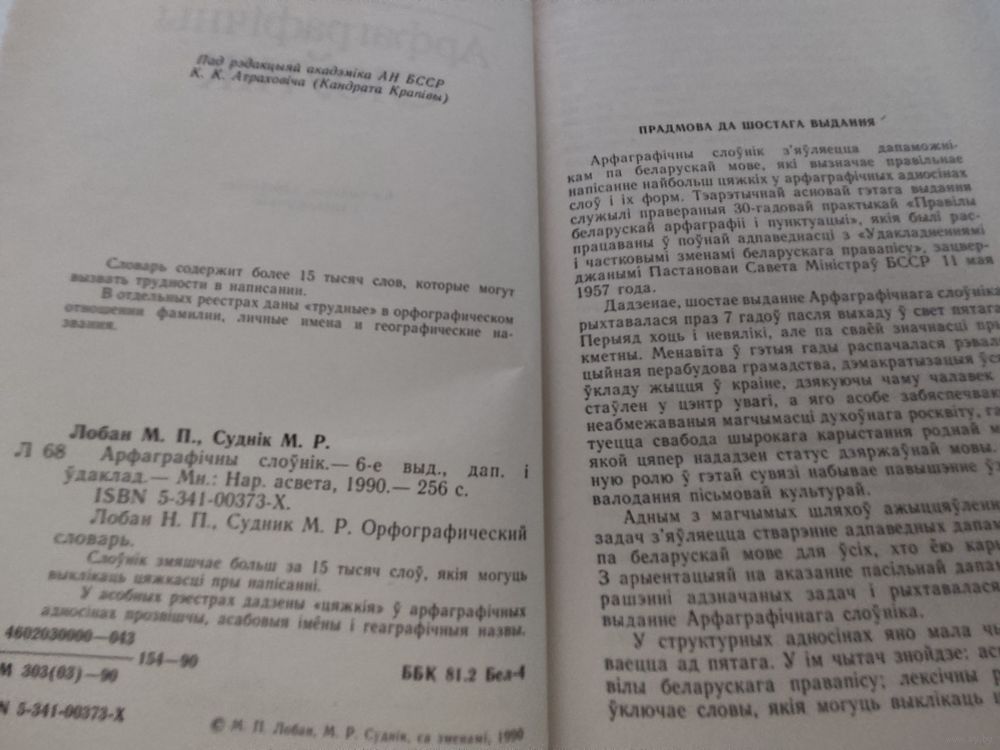 Пад рэдакцыяй акадэміка АН БССР
К. К. Атраховіча (Кандрата Крапівы)
Словарь содержит более 15 тысяч слов, которые могут
вызвать трудности в написании.
В отдельных реестрах даны «трудные» в орфографическом
отношении фамилии, личные имена и географические на-
звания.
Лобан М. П., Суднік М. Р.
Л 68 Арфаграфічны слоўнік.— 6-е выд., дап. і
ўдаклад.— Мн.: Нар. асвета, 1990.— 256 с.
ISBN 5-341-00373-X.
Лобан Н. П., Судник М. Р. Орфографический
словарь.
Слоўнік змяшчае больш за 15 тысяч слоў, якія могуць
выклікаць цяжкасці пры напісанні.
У асобных рэестрах дадзены «цяжкія» ў арфаграфічных
адносінах прозвішчы, асабовыя імёны і геаграфічныя назвы.
4602030000—043
154—90
М 303(03)—90
ББК 81.2 Бел-4
N 5-341-00373-X
© М. П. Лобан, М. Р. Суднік, са зменамі, 1990
ПРАДМОВА ДА ШОСТАГА ВЫДАННЯ
Арфаграфічны слоўнік з'яўляецца дапаможні-
кам па беларускай мове, які вызначае правільнае
напісанне найбольш цяжкіх у арфаграфічных адносінах
слоў і іх форм. Тэарэтычнай асновай гэтага выдання
служылі правераныя 30-гадовай практыкай «Правілы
беларускай арфаграфіі і пунктуацыі», якія былі рас-
працаваны ў поўнай адпаведнасці з «Удакладненнямі
і частковымі зменамі беларускага правапісу», зацвер-
джанымі Пастановай Савета Міністраў БССР 11 мая
1957 года.
Дадзенае, шостае выданне Арфаграфічнага слоўніка
рыхтавалася праз 7 гадоў пасля выхаду ў свет пятага
Перыяд хоць і невялікі, але па сваёй значнасці пры
кметны. Менавіта ў гэтыя гады распачалася рэвал
цыйная перабудова грамадства, дэмакратызацыя ўс
ўкладу жыцця ў краіне, дзякуючы чаму чалавек
стаўлен у цэнтр увагі, а яго асобе забяспечва
неабмежаваныя магчымасці духоўнага росквіту, га
туецца свабода шырокага карыстання роднай м
якой цяпер нададзен статус дзяржаўнай мовы.
ную ролю ў гэтай сувязі набывае павышэнне ў
валодання пісьмовай культурай.
Адным з магчымых шляхоў ажыццяўлен
задач з'яўляецца стварэнне адпаведных дапам
па беларускай мове для ўсіх, хто ёю кары
З арыентацыяй на аказанне пасільнай дапам
рашэнні адзначаных задач і рыхтавалася
выданне Арфаграфічнага слоўніка.
У структурных адносінах яно мала ч
ваецца ад пятага. У ім чытач знойдзе: ас
вілы беларускага правапісу; лексічны р
ўключае словы, якія могуць выклікаць ц